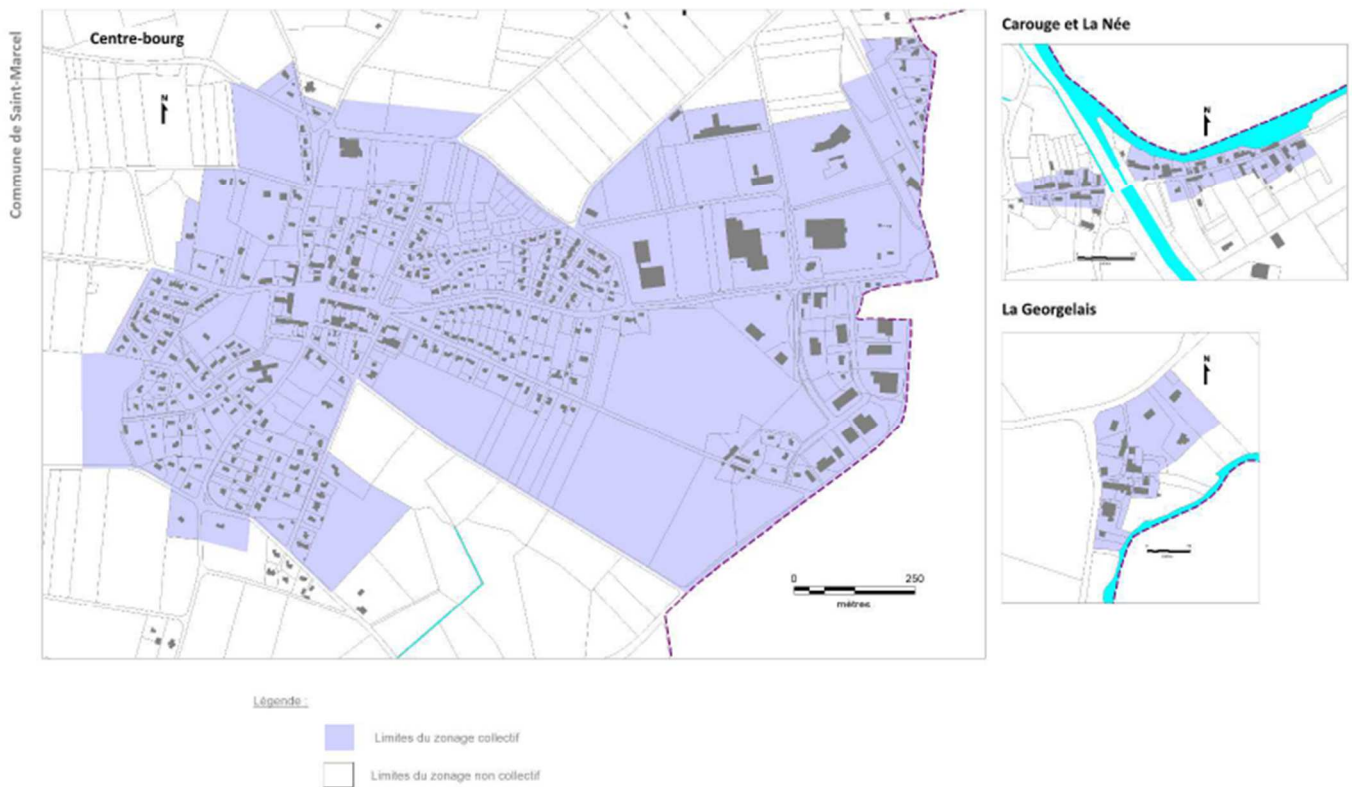 Commune de Saint-Marcel
Centre-bourg
N
0 250
mètres
Carouge et La Née
N
La Georgelais
N
Légende :
Limites du zonage collectif
Limites du zonage non collectif